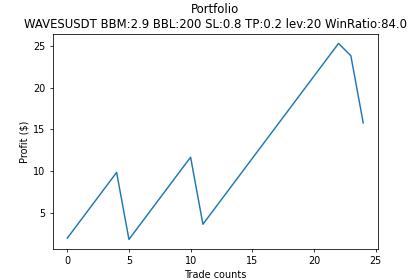 Portfolio
WAVESUSDT BBM:2.9 BBL:200 SL:0.8 TP:0.2 lev:20 WinRatio:84.0
25
20
15
10
5
Profit ($)
0 5 10 15 20 25
Trade counts